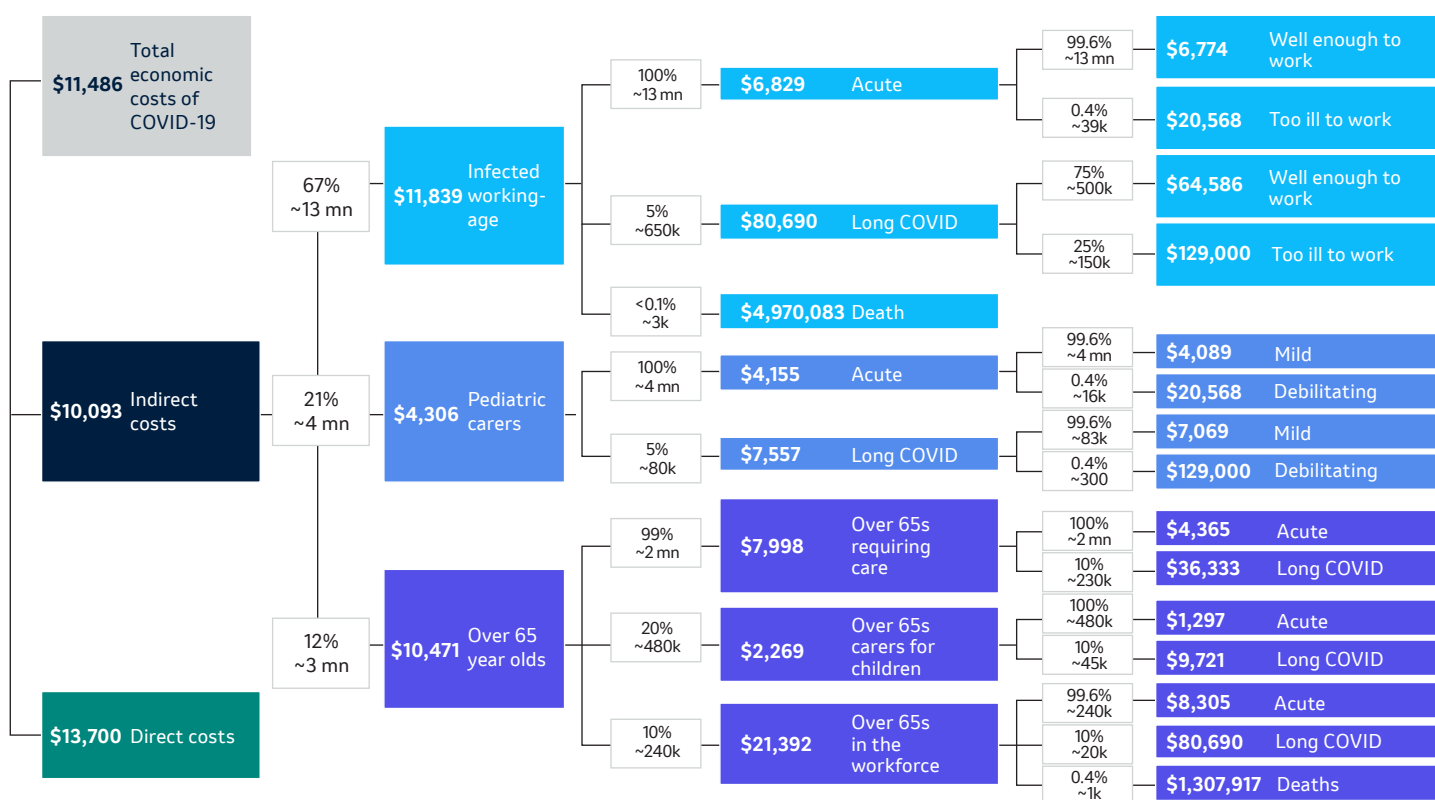 $11,486 Total
economic
costs of
COVID-19
$10,093 Indirect
costs
$13,700 Direct costs
67%
~13 mn
21%
~4 mn
12%
~3 mn
$11,839 Infected
working-
age
$4,306 Pediatric
carers
$10,471 Over 65
year olds
100%
~13 mn
$6,829 Acute
5%
~650k
$80,690 Long COVID
<0.1%
~3k
$4,970,083 Death
100%
~4 mn
$4,155 Acute
5%
~80k
$7,557 Long COVID
99%
~2 mn
$7,998 Over 65s
requiring
care
20%
~480k
$2,269 Over 65s
carers for
children
10%
~240k
$21,392 Over 65s
in the
workforce
99.6%
~13 mn
$6,774 Well enough to
work
0.4%
~39k
$20,568 Too ill to work
75%
~500k
$64,586 Well enough to
work
25%
~150k
$129,000 Too ill to work
99.6%
~4 mn
$4,089 Mild
0.4%
~16k
$20,568 Debilitating
99.6%
~83k
$7,069 Mild
0.4%
~300
$129,000 Debilitating
100%
~2 mn
$4,365 Acute
10%
~230k
$36,333 Long COVID
100%
~480k
$1,297 Acute
10%
~45k
$9,721 Long COVID
99.6%
~240k
$8,305 Acute
10%
~20k
$80,690 Long COVID
0.4%
~1k
$1,307,917 Deaths